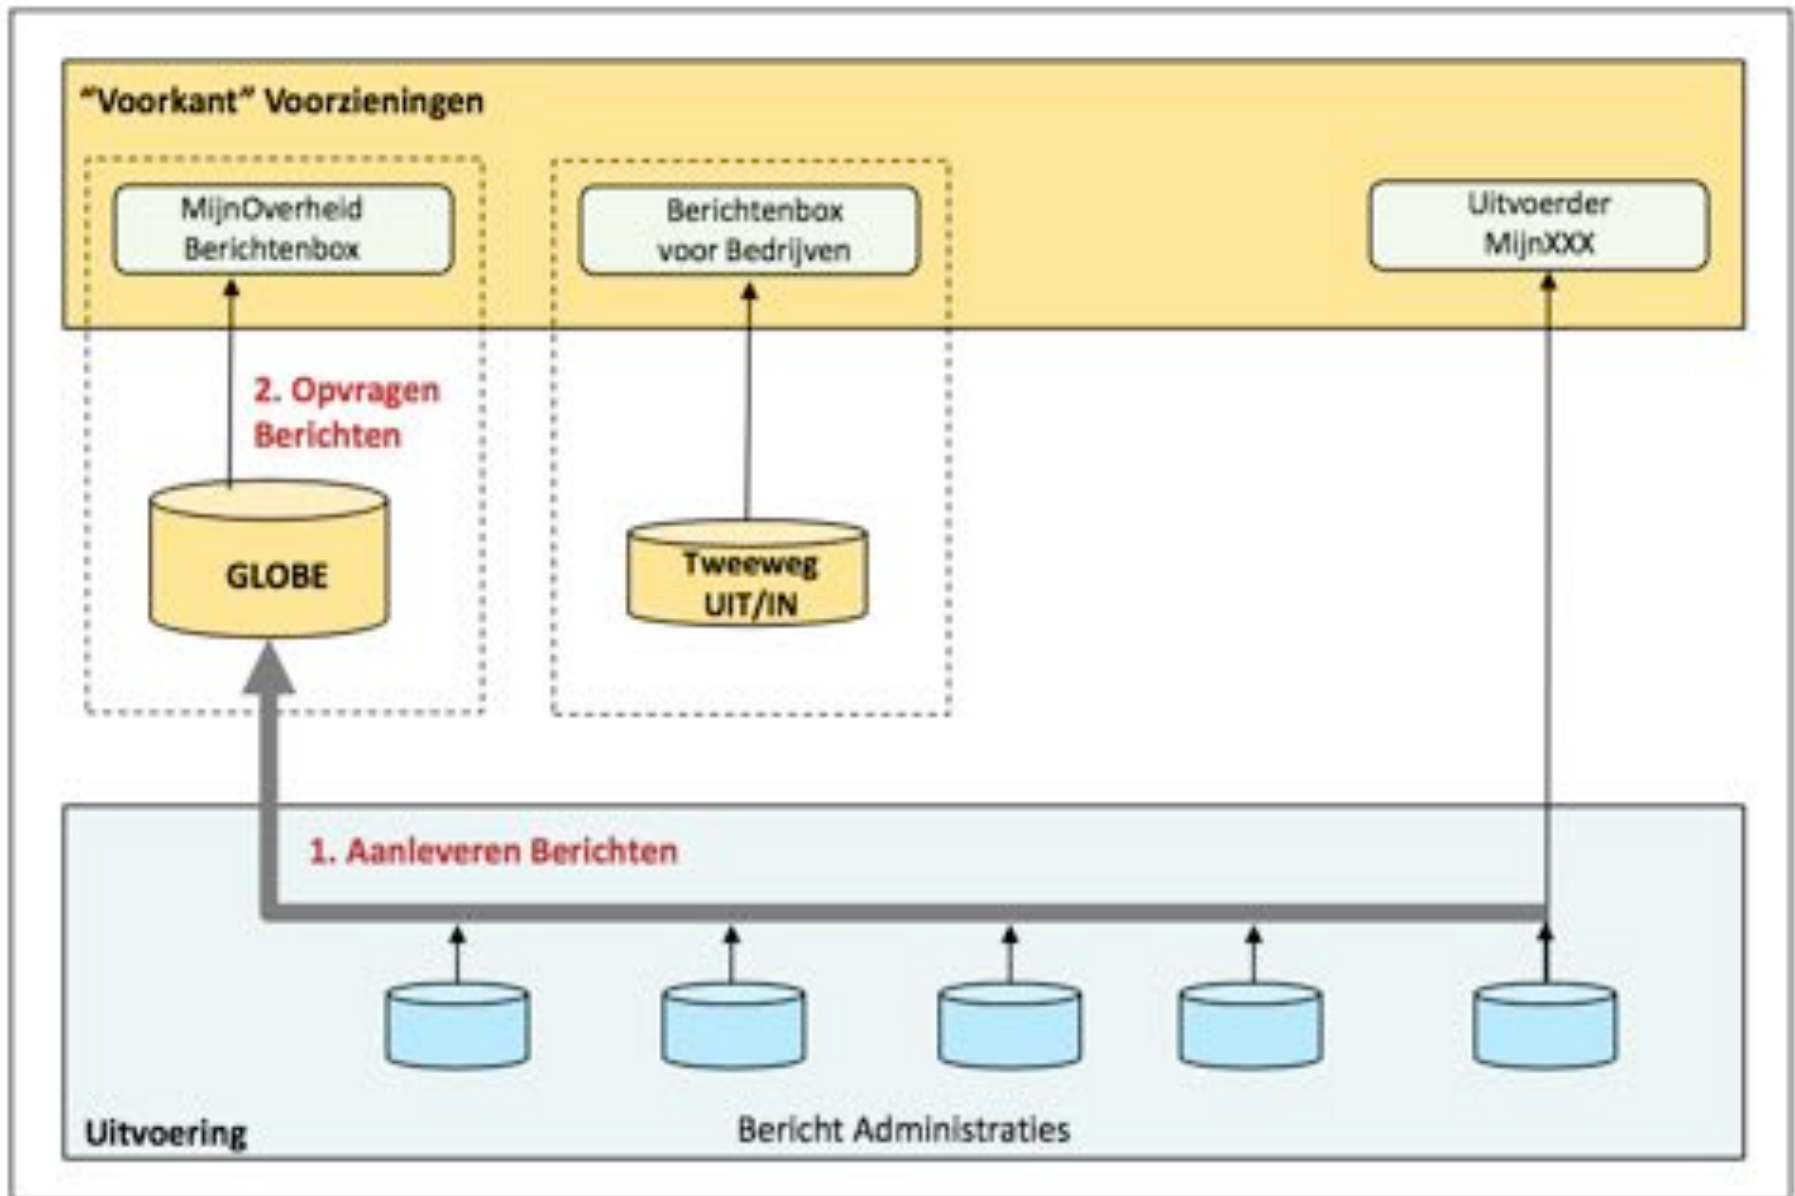 “Voorkant” Voorzieningen
MijnOverheid
Berichtenbox
Berichtenbox
voor Bedrijven
Uitvoerder
MijnXXX
2. Opvragen
Berichten
GLOBE
Tweeweg
UIT/IN
1. Aanleveren Berichten
Uitvoering
Bericht Administraties